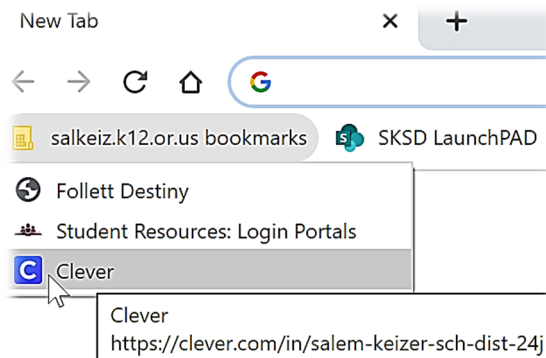 New Tab
salkeiz.k12.or.us bookmarks
SKSD LaunchPAD
Follett Destiny
Student Resources: Login Portals
Clever
Clever
https://clever.com/in/salem-keizer-sch-dist-24j